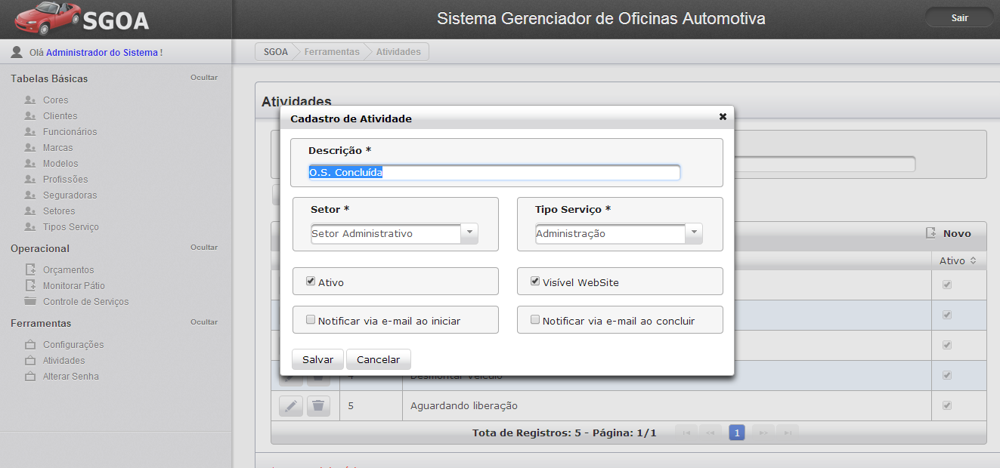 SGOA
Sistema Gerenciador de Oficinas Automotiva
Sair
Olá Administrador do Sistema !
SGOA Ferramentas Atividades
Tabelas Básicas Ocultar
Cores
Clientes
Funcionários
Marcas
Modelos
Profissões
Seguradoras
Setores
Tipos Serviço
Operacional Ocultar
Orçamentos
Monitorar Pátio
Controle de Serviços
Ferramentas Ocultar
Configurações
Atividades
Alterar Senha
Atividades
Cadastro de Atividade
Descrição *
O.S. Concluída
Setor *
Setor Administrativo
Tipo Serviço *
Administração
Ativo
Visível WebSite
Notificar via e-mail ao iniciar
Notificar via e-mail ao concluir
Salvar Cancelar
Novo
Ativo
4 Desmontar Veículo
5 Aguardando liberação
Tota de Registros: 5 - Página: 1/1 1